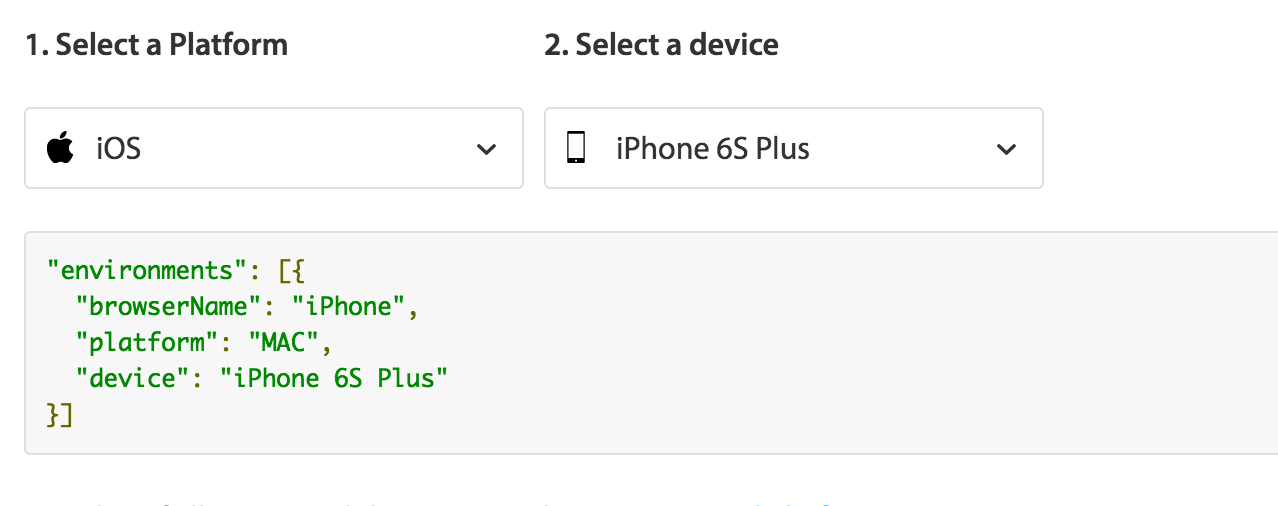 1. Select a Platform
2. Select a device
iOS
iPhone 6S Plus
"environments": [{
"browserName": "iPhone",
"platform": "MAC",
"device": "iPhone 6S Plus"
}]